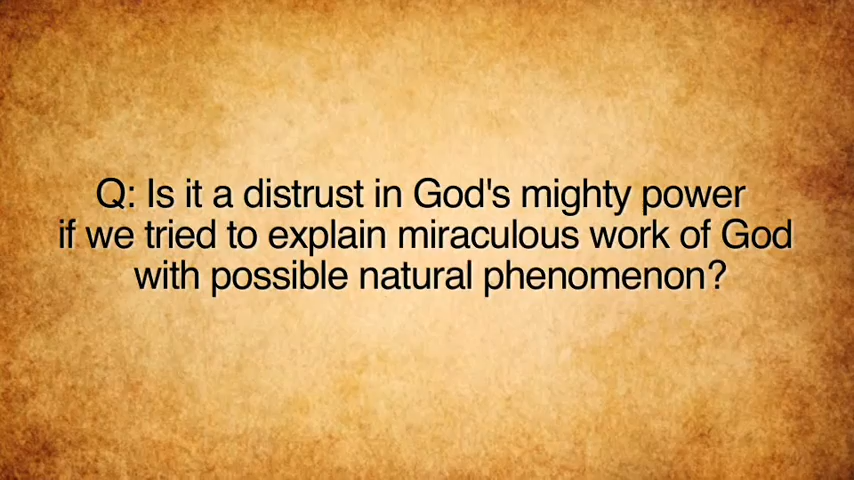 Q: Is it a distrust in God's mighty power
if we tried to explain miraculous work of God
with possible natural phenomenon?